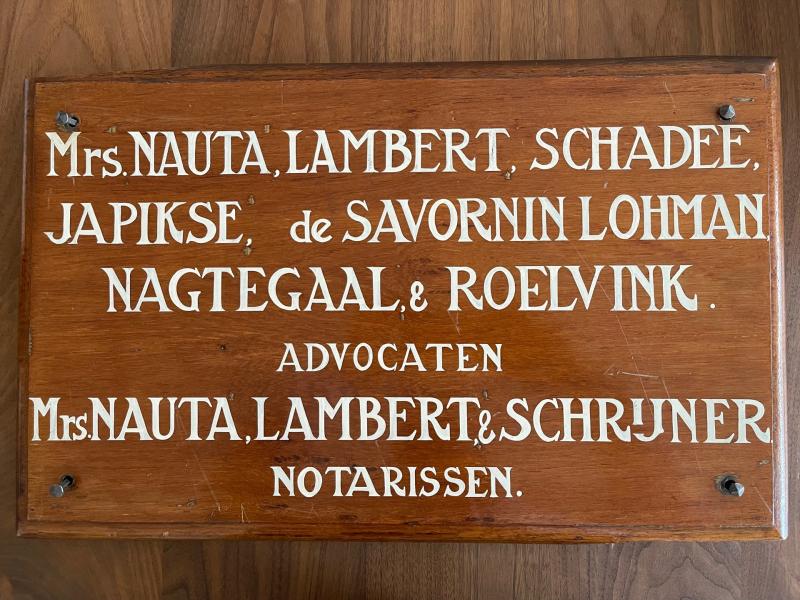 Mrs. NAUTA, LAMBERT, SCHADEE,
JAPIKSE, de SAVORNIN LOHMAN,
NAGTEGAAL, & ROELVINK.
ADVOCATEN
Mrs. NAUTA, LAMBERT, & SCHRIJNER
NOTARISSEN.